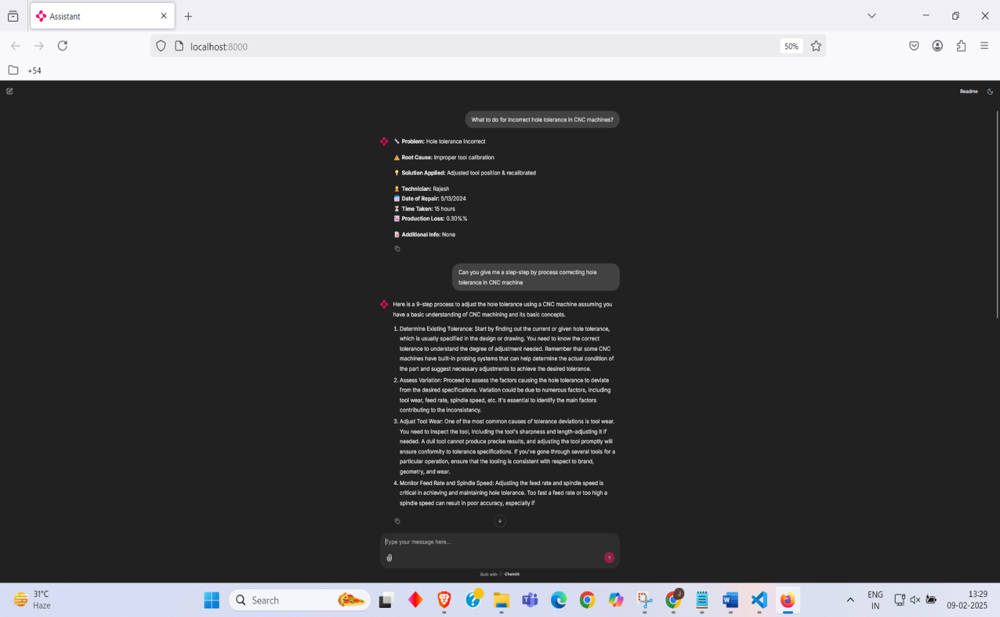 Assistant
localhost:8000
50%
+54
Readme
What to do for incorrect hole tolerance in CNC machines?
Problem: Hole tolerance incorrect
Root Cause: Improper tool calibration
Solution Applied: Adjusted tool position & recalibrated
Technician: Rajesh
Date of Repair: 5/13/2024
Time Taken: 15 hours
Production Loss: 0.30%%
Additional Info: None
Can you give me a step-step by process correcting hole
tolerance in CNC machine
Here is a 9-step process to adjust the hole tolerance using a CNC machine assuming you
have a basic understanding of CNC machining and its basic concepts.
1. Determine Existing Tolerance: Start by finding out the current or given hole tolerance,
which is usually specified in the design or drawing. You need to know the correct
tolerance to understand the degree of adjustment needed. Remember that some CNC
machines have built-in probing systems that can help determine the actual condition of
the part and suggest necessary adjustments to achieve the desired tolerance.
2. Assess Variation: Proceed to assess the factors causing the hole tolerance to deviate
from the desired specifications. Variation could be due to numerous factors, including
tool wear, feed rate, spindle speed, etc. It's essential to identify the main factors
contributing to the inconsistency.
3. Adjust Tool Wear: One of the most common causes of tolerance deviations is tool wear.
You need to inspect the tool, including the tool's sharpness and length-adjusting it if
needed. A dull tool cannot produce precise results, and adjusting the tool promptly will
ensure conformity to tolerance specifications. If you've gone through several tools for a
particular operation, ensure that the tooling is consistent with respect to brand,
geometry, and wear.
4. Monitor Feed Rate and Spindle Speed: Adjusting the feed rate and spindle speed is
critical in achieving and maintaining hole tolerance. Too fast a feed rate or too high a
spindle speed can result in poor accuracy, especially if
Type your message here...
Built with Chainlit
31°C
Haze
Search
J
ENG
IN
13:29
09-02-2025